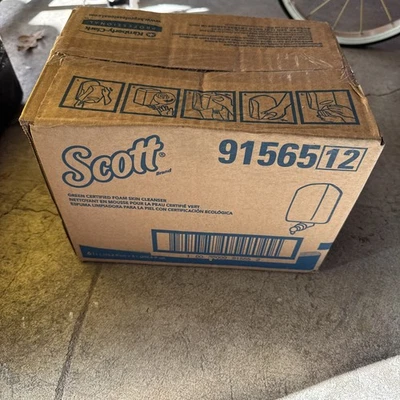 Kimberly-Clark
PROFESSIONAL
Scott
Brand
91565 12
GREEN CERTIFIED FOAM SKIN CLEANSER
NETTOYANT EN MOUSSE POUR LA PEAU CERTIFIÉ VERT
ESPUMA LIMPIADORA PARA LA PIEL CON CERTIFICACIÓN ECOLÓGICA